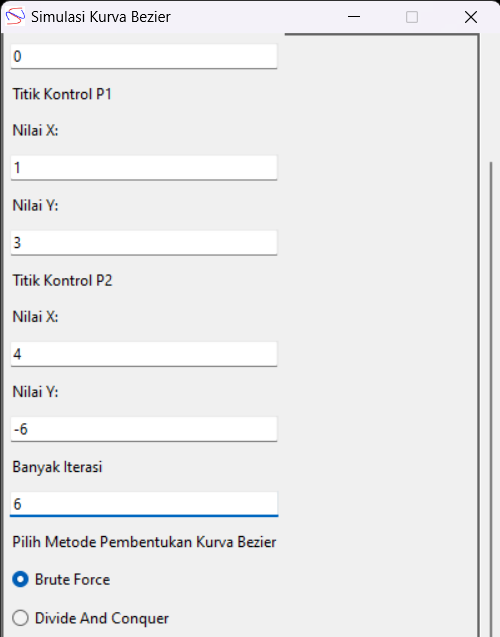 Simulasi Kurva Bezier
0
Titik Kontrol P1
Nilai X:
1
Nilai Y:
3
Titik Kontrol P2
Nilai X:
4
Nilai Y:
-6
Banyak Iterasi
6
Pilih Metode Pembentukan Kurva Bezier
Brute Force
Divide And Conquer